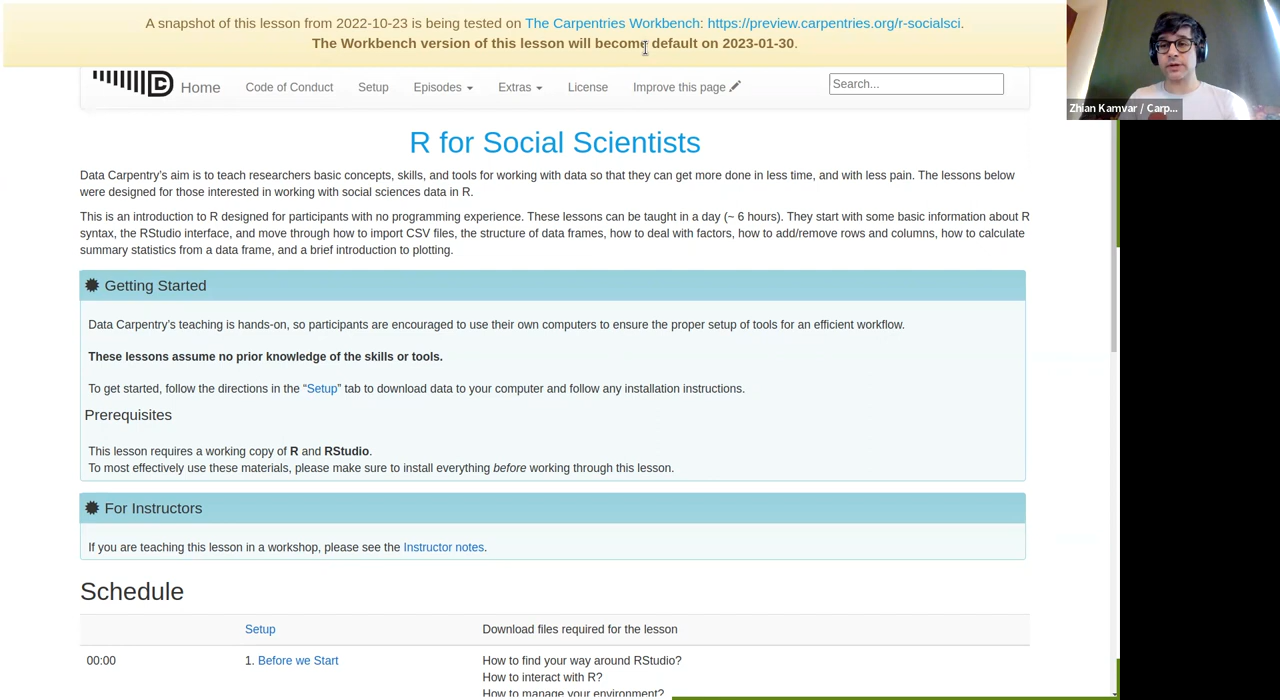 A snapshot of this lesson from 2022-10-23 is being tested on The Carpentries Workbench: https://preview.carpentries.org/r-socialsci.
The Workbench version of this lesson will become default on 2023-01-30.
Zhian Kamvar / Carp...
Home Code of Conduct Setup Episodes Extras License Improve this page Search...
R for Social Scientists
Data Carpentry's aim is to teach researchers basic concepts, skills, and tools for working with data so that they can get more done in less time, and with less pain. The lessons below
were designed for those interested in working with social sciences data in R.
This is an introduction to R designed for participants with no programming experience. These lessons can be taught in a day (~ 6 hours). They start with some basic information about R
syntax, the RStudio interface, and move through how to import CSV files, the structure of data frames, how to deal with factors, how to add/remove rows and columns, how to calculate
summary statistics from a data frame, and a brief introduction to plotting.
Getting Started
Data Carpentry's teaching is hands-on, so participants are encouraged to use their own computers to ensure the proper setup of tools for an efficient workflow.
These lessons assume no prior knowledge of the skills or tools.
To get started, follow the directions in the “Setup” tab to download data to your computer and follow any installation instructions.
Prerequisites
This lesson requires a working copy of R and RStudio.
To most effectively use these materials, please make sure to install everything before working through this lesson.
For Instructors
If you are teaching this lesson in a workshop, please see the Instructor notes.
Schedule
Setup Download files required for the lesson
00:00 1. Before we Start How to find your way around RStudio?
How to interact with R?
How to manage your environment?